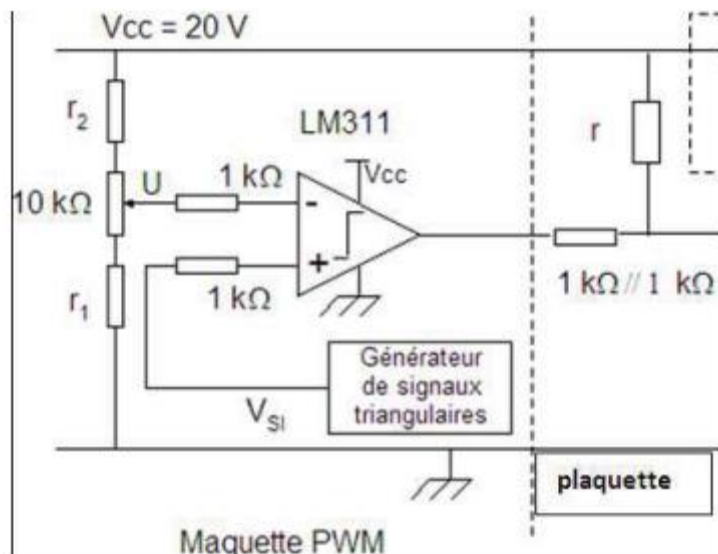 Vcc = 20 V
r2
LM311
r
U
1 kΩ
Vcc
10 kΩ
-
+
1 kΩ // 1 kΩ
r1
1 kΩ
Générateur
de signaux
triangulaires
VSI
plaquette
Maquette PWM